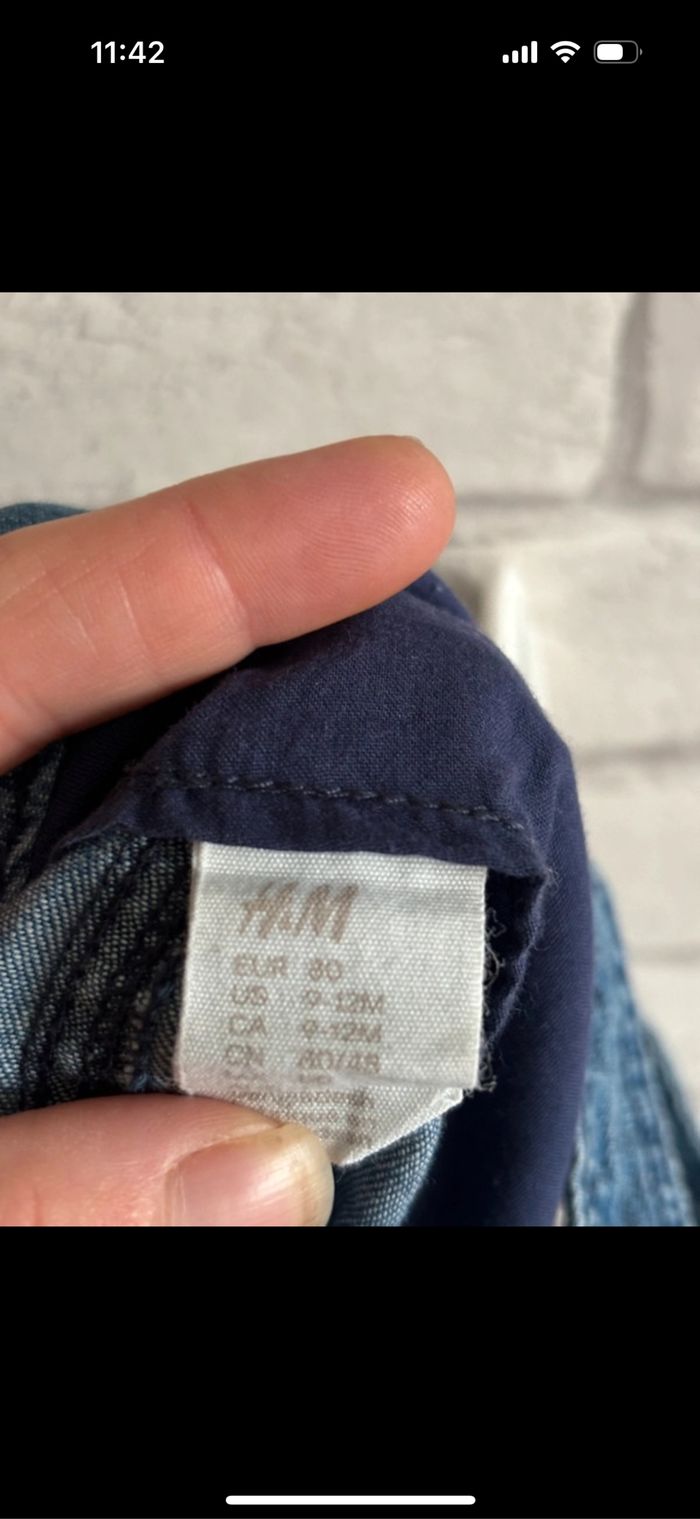 11:42
H&M
EUR 80
US 9-12M
CA 9-12M
CN 80/48